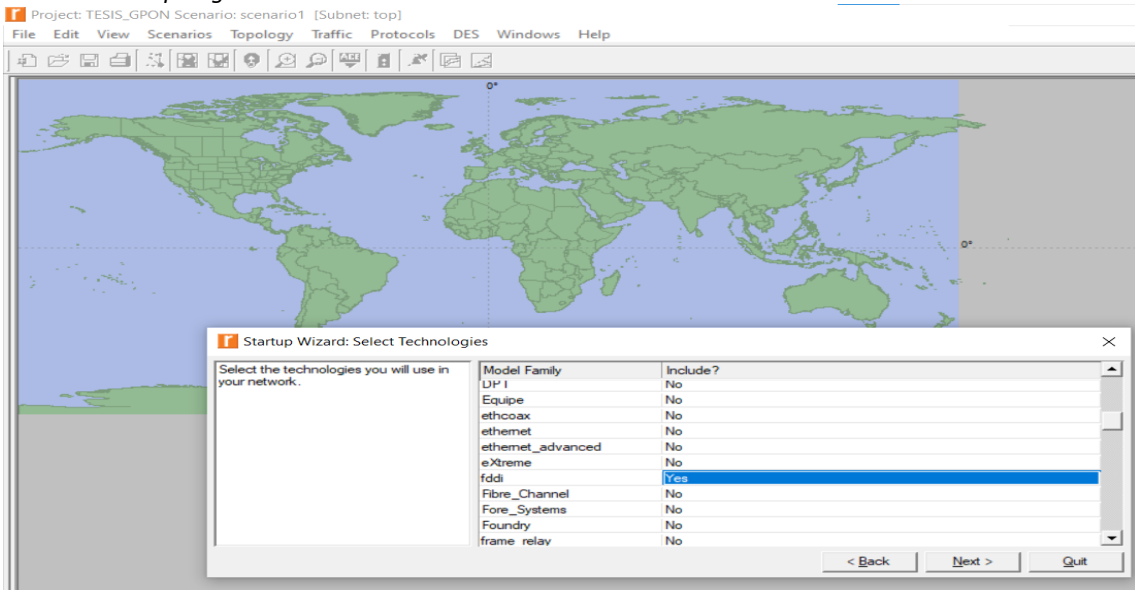 Project: TESIS_GPON Scenario: scenario1 [Subnet: top]
File Edit View Scenarios Topology Traffic Protocols DES Windows Help
0°
0°
Startup Wizard: Select Technologies
Select the technologies you will use in
your network.
Model Family Include?
DPT No
Equipe No
ethcoax No
ethernet No
ethernet_advanced No
eXtreme No
fddi Yes
Fibre_Channel No
Fore_Systems No
Foundry No
frame_relay No
< Back Next > Quit